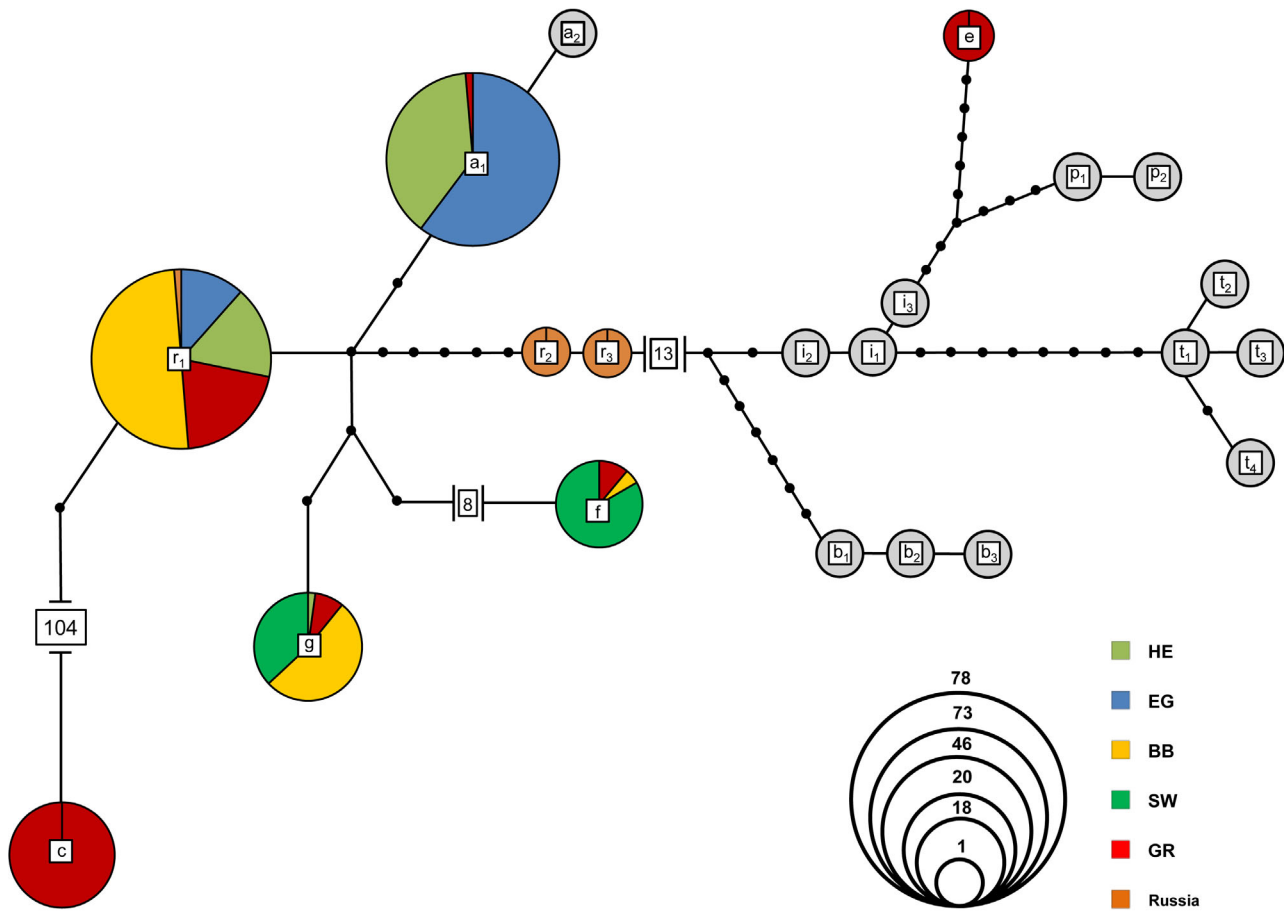 a₂
e
a₁
p₁ p₂
i₃
t₂
r₁
r₂ r₃ 13 i₂ i₁ t₁ t₃
t₄
8 f
b₁ b₂ b₃
104
g
c
78
73
46
20
18
1
HE
EG
BB
SW
GR
Russia